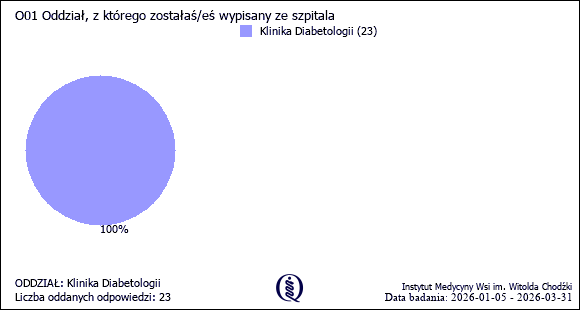 O01 Oddział, z którego zostałaś/eś wypisany ze szpitala
Klinika Diabetologii (23)
100%
ODDZIAŁ: Klinika Diabetologii
Liczba oddanych odpowiedzi: 23
Instytut Medycyny Wsi im. Witolda Chodźki
Data badania: 2026-01-05 - 2026-03-31